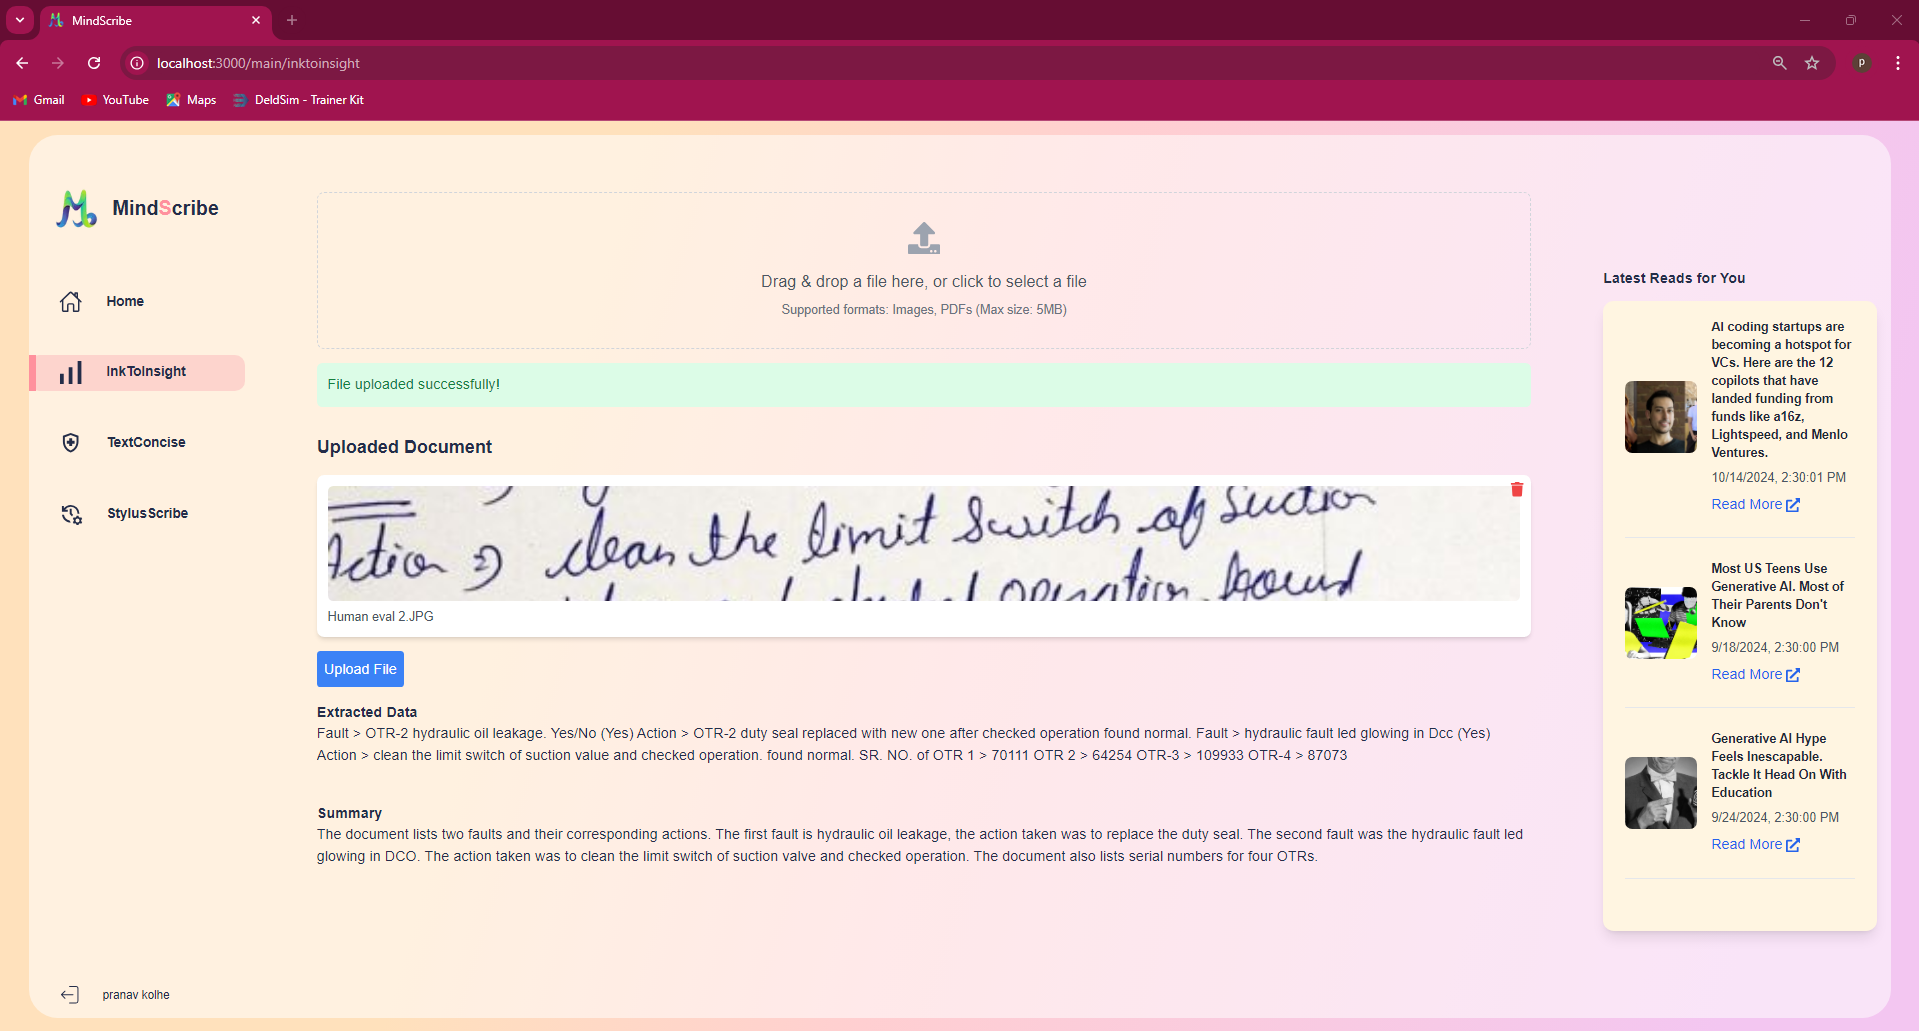 MindScribe
localhost:3000/main/inktoinsight
p
Gmail
YouTube
Maps
DeldSim - Trainer Kit
MindScribe
Home
InkToInsight
TextConcise
StylusScribe
pranav kolhe
Drag & drop a file here, or click to select a file
Supported formats: Images, PDFs (Max size: 5MB)
File uploaded successfully!
Uploaded Document
Action 2) clean the limit switch of suction
operation found
Human eval 2.JPG
Upload File
Extracted Data
Fault > OTR-2 hydraulic oil leakage. Yes/No (Yes) Action > OTR-2 duty seal replaced with new one after checked operation found normal. Fault > hydraulic fault led glowing in Dcc (Yes)
Action > clean the limit switch of suction value and checked operation. found normal. SR. NO. of OTR 1 > 70111 OTR 2 > 64254 OTR-3 > 109933 OTR-4 > 87073
Summary
The document lists two faults and their corresponding actions. The first fault is hydraulic oil leakage, the action taken was to replace the duty seal. The second fault was the hydraulic fault led
glowing in DCO. The action taken was to clean the limit switch of suction valve and checked operation. The document also lists serial numbers for four OTRs.
Latest Reads for You
AI coding startups are
becoming a hotspot for
VCs. Here are the 12
copilots that have
landed funding from
funds like a16z,
Lightspeed, and Menlo
Ventures.
10/14/2024, 2:30:01 PM
Read More
Most US Teens Use
Generative AI. Most of
Their Parents Don't
Know
9/18/2024, 2:30:00 PM
Read More
Generative AI Hype
Feels Inescapable.
Tackle It Head On With
Education
9/24/2024, 2:30:00 PM
Read More